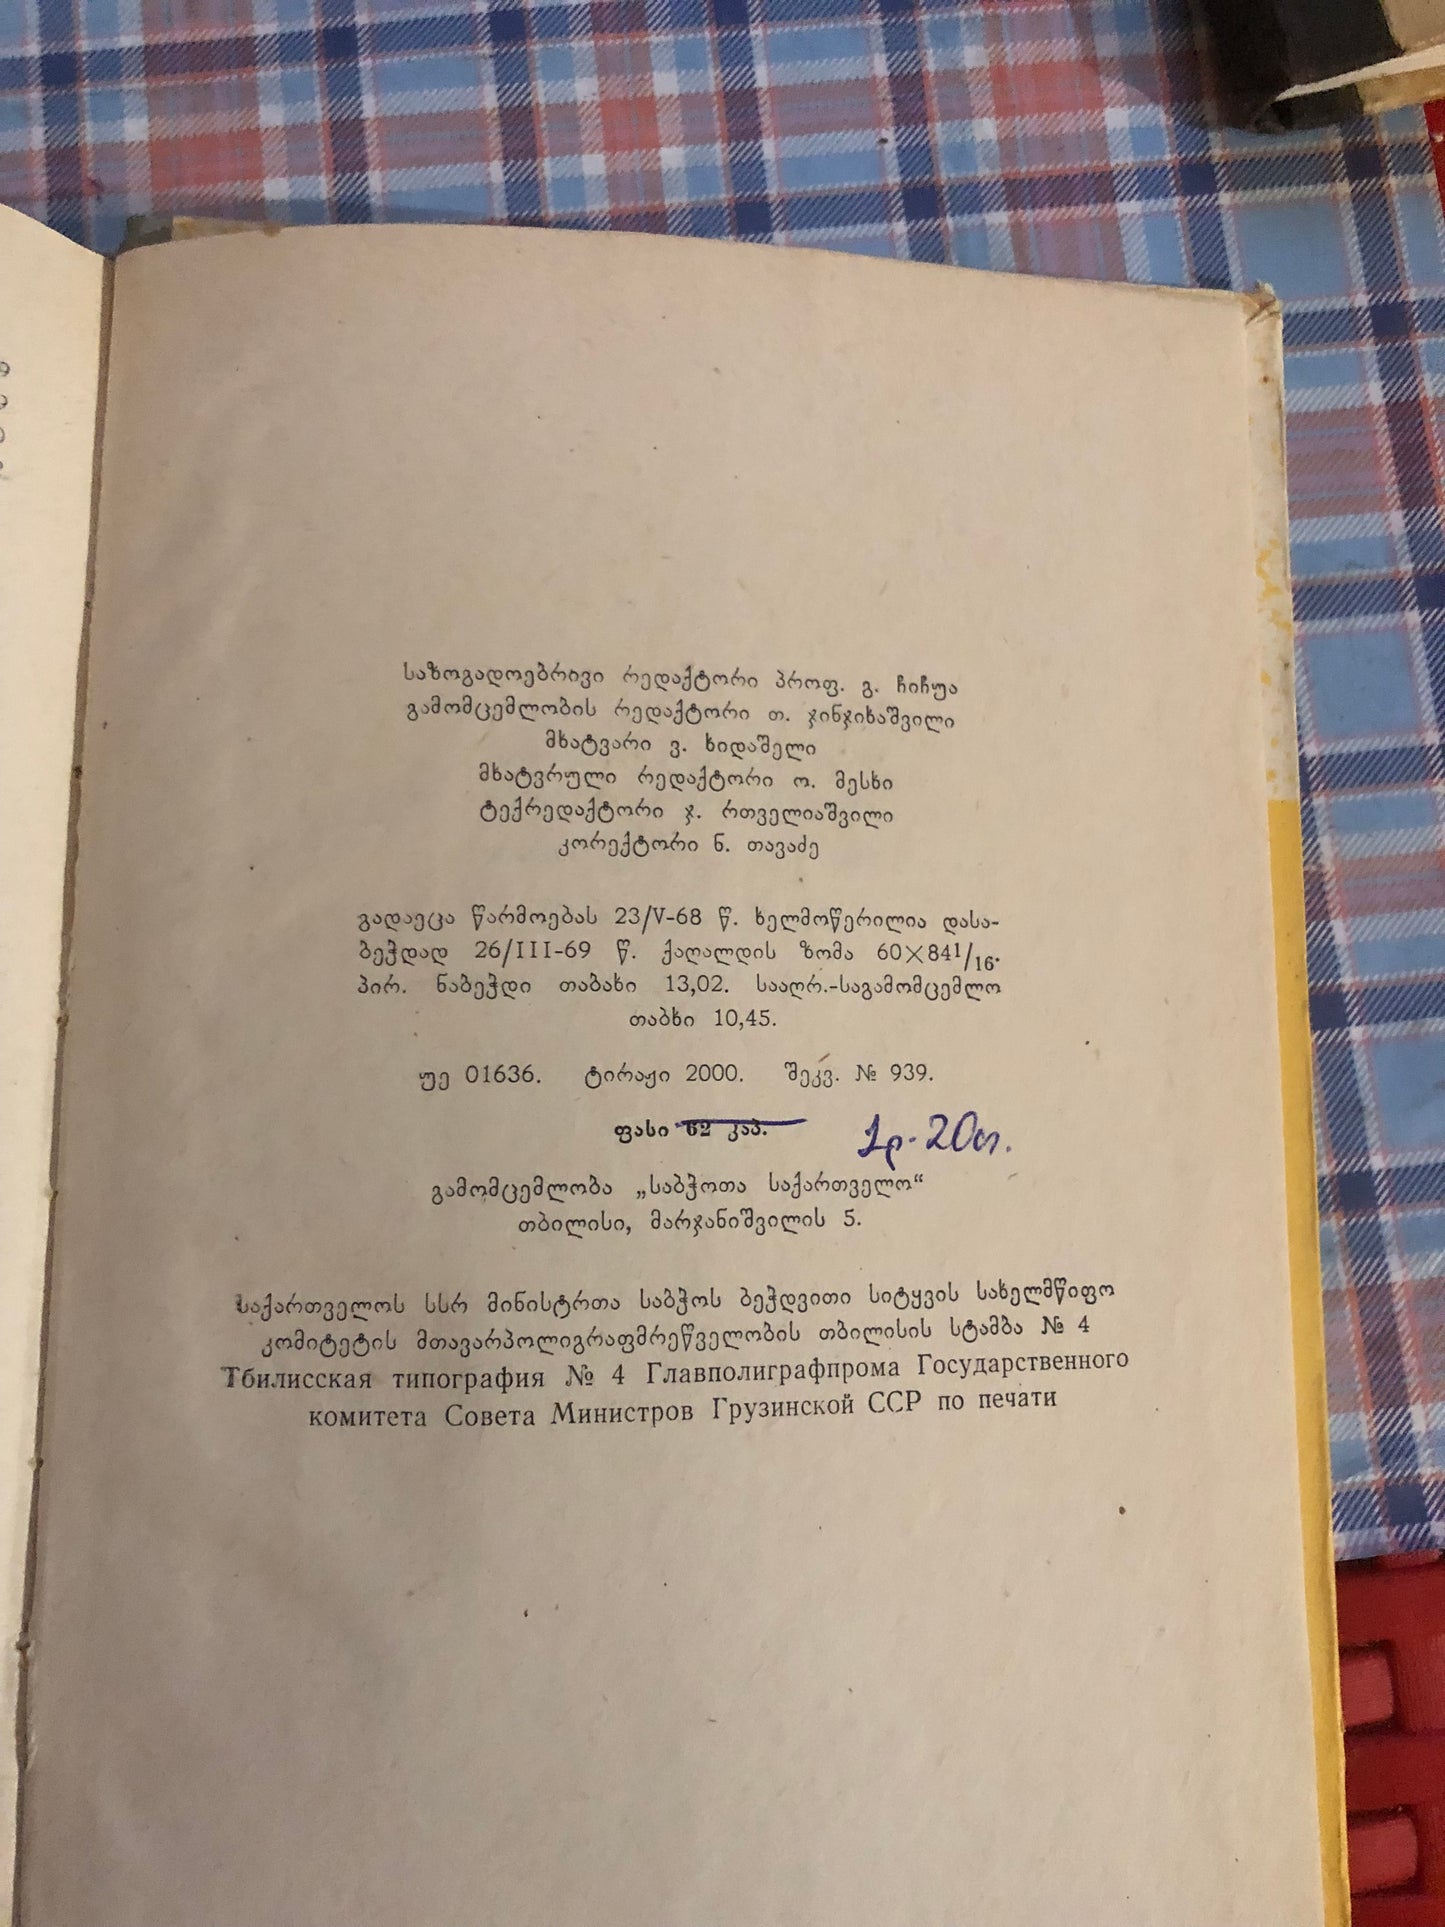 საზოგადოებრივი რედაქტორი პროფ. გ. ჩიჩუა
გამომცემლობის რედაქტორი თ. ჯინჯიხაშვილი
მხატვარი ვ. ხიდაშელი
მხატვრული რედაქტორი ო. მესხი
ტექრედაქტორი ჯ. რთველიაშვილი
კორექტორი ნ. თავაძე
გადაეცა წარმოებას 23/V-68 წ. ხელმოწერილია დასა-
ბეჭდად 26/III-69 წ. ქაღალდის ზომა 60×84¹/₁₆.
პირ. ნაბეჭდი თაბახი 13,02. სააღრ.-საგამომცემლო
თაბხი 10,45.
უე 01636. ტირაჟი 2000. შეკვ. № 939.
ფასი 62 კაპ.
გამომცემლობა „საბჭოთა საქართველო“
თბილისი, მარჯანიშვილის 5.
საქართველოს სსრ მინისტრთა საბჭოს ბეჭდვითი სიტყვის სახელმწიფო
კომიტეტის მთავარპოლიგრაფმრეწველობის თბილისის სტამბა № 4
Тбилисская типография № 4 Главполиграфпрома Государственного
комитета Совета Министров Грузинской ССР по печати